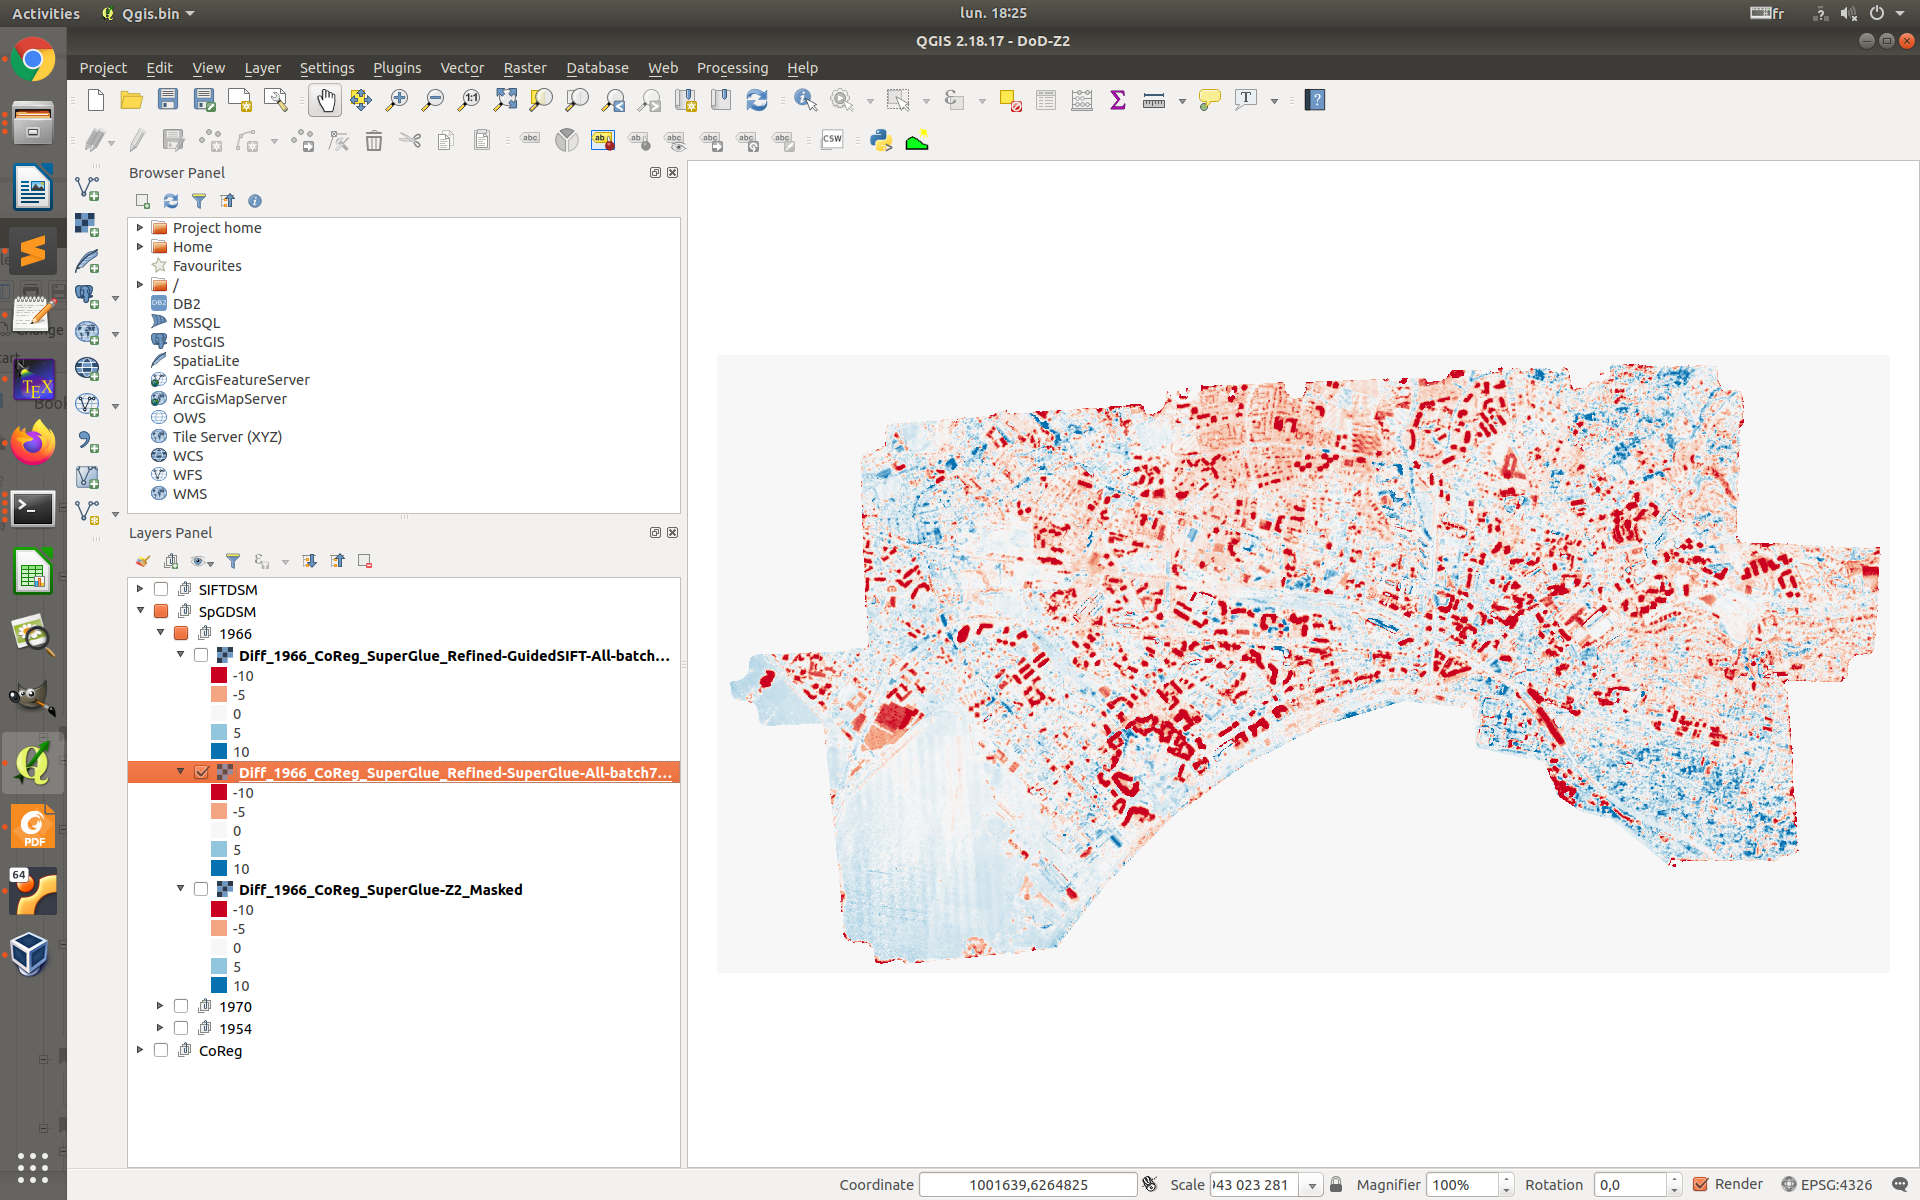 Activities Qgis.bin lun. 18:25 fr
QGIS 2.18.17 - DoD-Z2
Project Edit View Layer Settings Plugins Vector Raster Database Web Processing Help
Browser Panel
Project home
Home
Favourites
/
DB2
MSSQL
PostGIS
SpatiaLite
ArcGisFeatureServer
ArcGisMapServer
OWS
Tile Server (XYZ)
WCS
WFS
WMS
Layers Panel
SIFTDSM
SpGDSM
1966
Diff_1966_CoReg_SuperGlue_Refined-GuidedSIFT-All-batch...
-10
-5
0
5
10
Diff_1966_CoReg_SuperGlue_Refined-SuperGlue-All-batch7...
-10
-5
0
5
10
Diff_1966_CoReg_SuperGlue-Z2_Masked
-10
-5
0
5
10
1970
1954
CoReg
Coordinate 1001639,6264825 Scale 943 023 281 Magnifier 100% Rotation 0,0 Render EPSG:4326